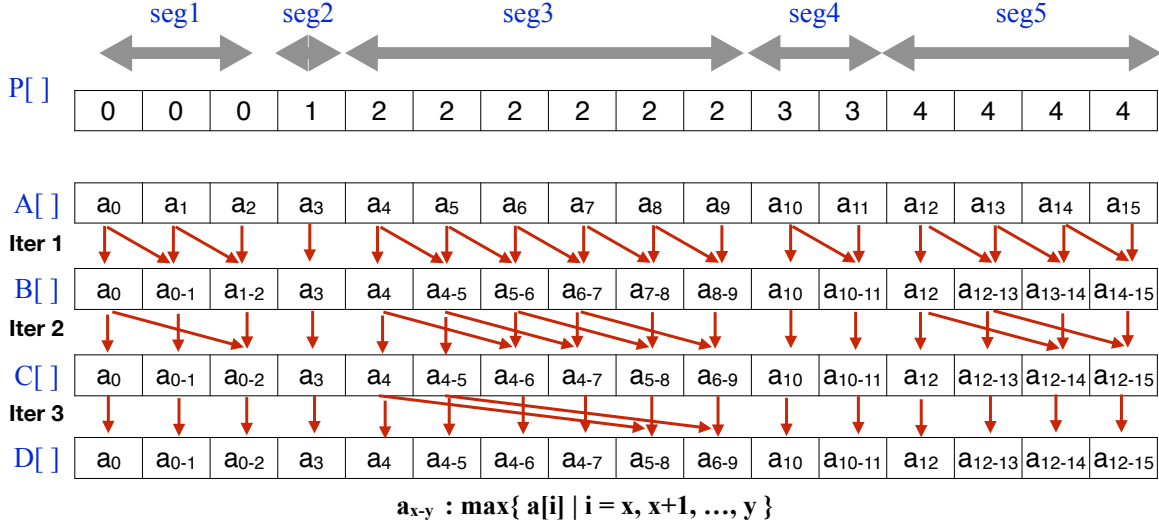 seg1 seg2 seg3 seg4 seg5
P[ ] 0 0 0 1 2 2 2 2 2 2 3 3 4 4 4 4
A[ ] a0 a1 a2 a3 a4 a5 a6 a7 a8 a9 a10 a11 a12 a13 a14 a15
Iter 1
B[ ] a0 a0-1 a1-2 a3 a4 a4-5 a5-6 a6-7 a7-8 a8-9 a10 a10-11 a12 a12-13 a13-14 a14-15
Iter 2
C[ ] a0 a0-1 a0-2 a3 a4 a4-5 a4-6 a4-7 a5-8 a6-9 a10 a10-11 a12 a12-13 a12-14 a12-15
Iter 3
D[ ] a0 a0-1 a0-2 a3 a4 a4-5 a4-6 a4-7 a5-8 a6-9 a10 a10-11 a12 a12-13 a12-14 a12-15
ax-y : max{ a[i] | i = x, x+1, …, y }